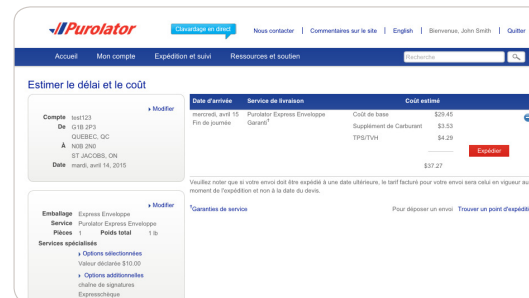 Purolator
Clavardage en direct
Nous contacter | Commentaires sur le site | English | Bienvenue, John Smith | Quitter
Accueil Mon compte Expédition et suivi Ressources et soutien Recherche
Estimer le délai et le coût
Modifier
Compte test123
De G1B 2P3
QUEBEC, QC
À N0B 2N0
ST JACOBS, ON
Date mardi, avril 14, 2015
Modifier
Emballage Express Enveloppe
Service Purolator Express Enveloppe
Pièces 1 Poids total 1 lb
Services spécialisés
Options sélectionnées
Valeur déclarée $10.00
Options additionnelles
chaîne de signatures
Expresschèque
Date d'arrivée Service de livraison Coût estimé
mercredi, avril 15 Purolator Express Enveloppe Coût de base $29.45
Fin de journée Garanti† Supplément de Carburant $3.53
TPS/TVH $4.29
Expédier
$37.27
Veuillez noter que si votre envoi doit être expédié à une date ultérieure, le tarif facturé pour votre envoi sera celui en vigueur au
moment de l'expédition et non à la date du devis.
†Garanties de service Pour déposer un envoi Trouver un point d'expéditi